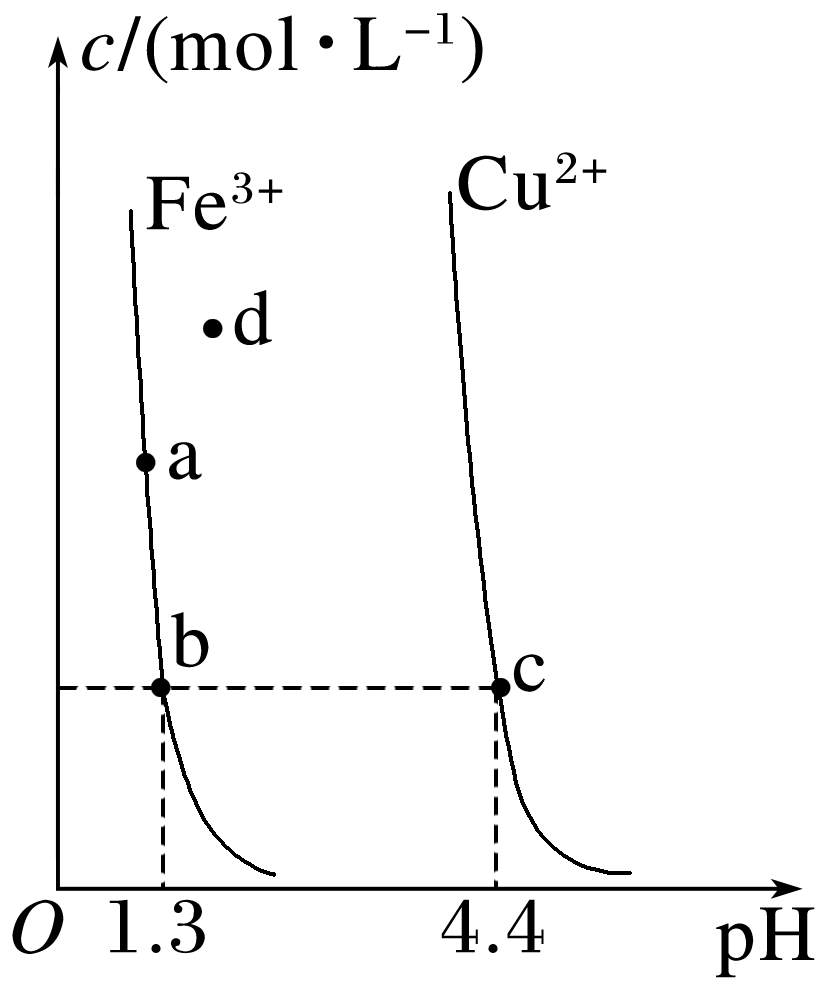 c/(mol·L⁻¹)
Fe³⁺ Cu²⁺
d
a
b
c
O 1.3 4.4 pH